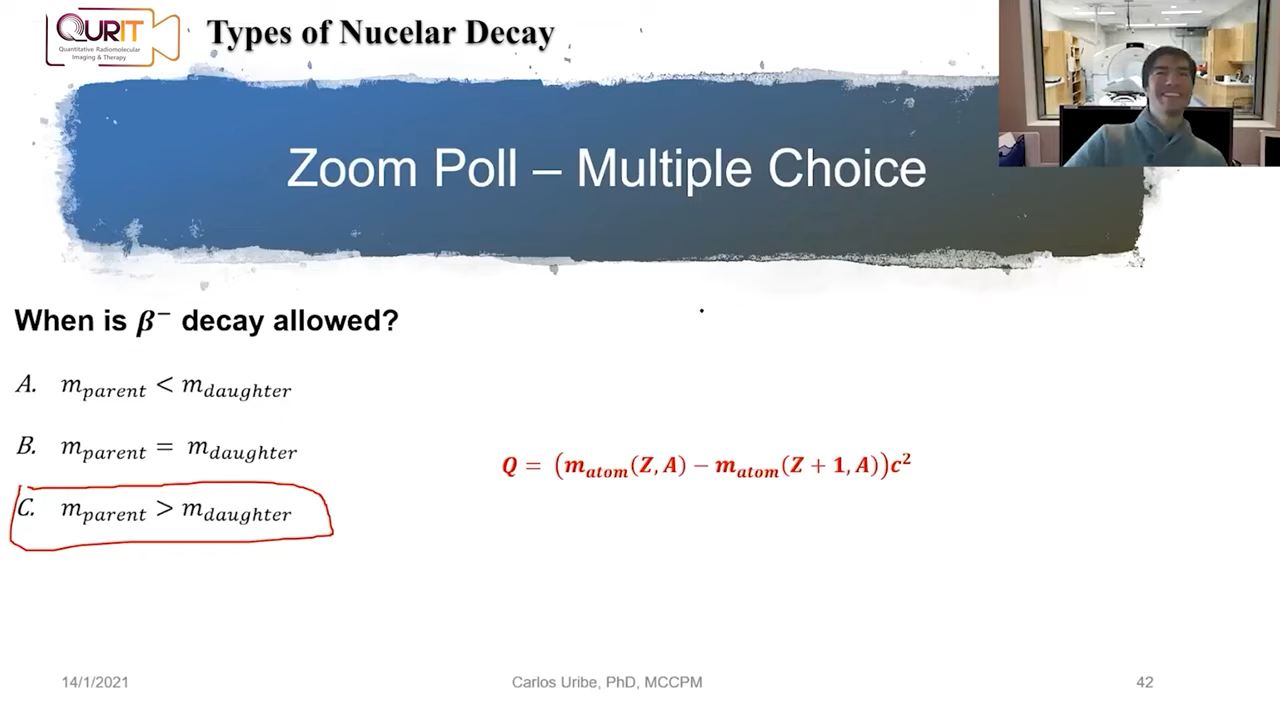 QURIT
Quantitative Radiomolecular
Imaging & Therapy
Types of Nucelar Decay
Zoom Poll – Multiple Choice
When is β⁻ decay allowed?
A. m_parent < m_daughter
B. m_parent = m_daughter
C. m_parent > m_daughter
Q = (m_atom(Z, A) − m_atom(Z + 1, A))c²
14/1/2021
Carlos Uribe, PhD, MCCPM
42